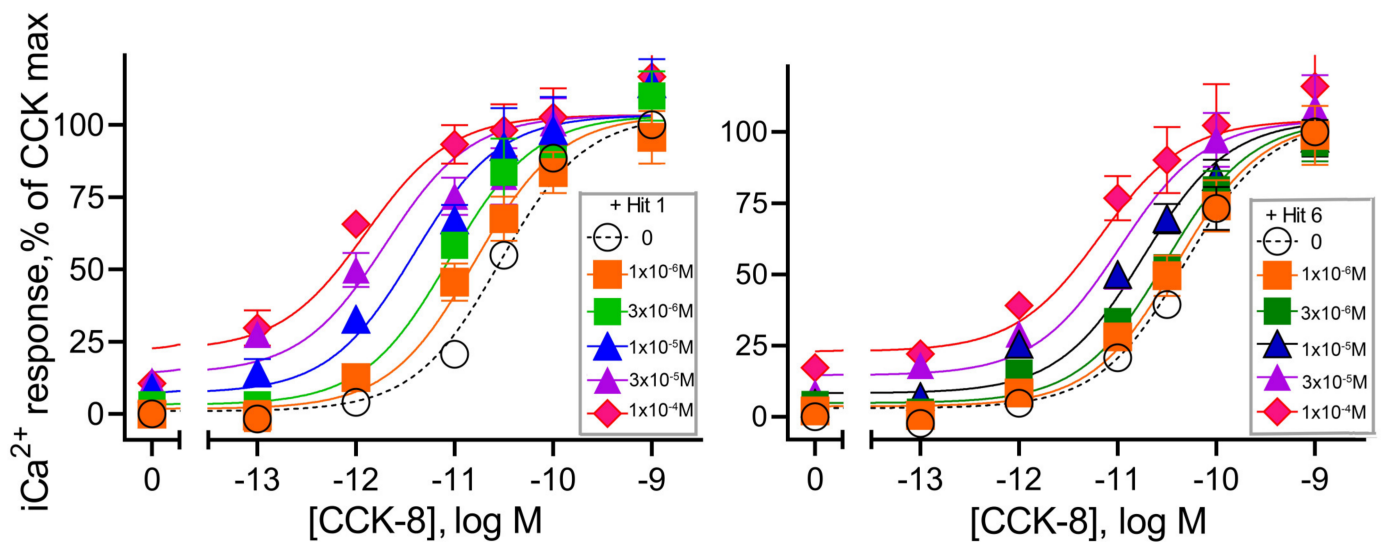 iCa²⁺ response,% of CCK max
100
75
50
25
0
0 -13 -12 -11 -10 -9
[CCK-8], log M
+ Hit 1
0
1x10⁻⁶M
3x10⁻⁶M
1x10⁻⁵M
3x10⁻⁵M
1x10⁻⁴M
100
75
50
25
0
0 -13 -12 -11 -10 -9
[CCK-8], log M
+ Hit 6
0
1x10⁻⁶M
3x10⁻⁶M
1x10⁻⁵M
3x10⁻⁵M
1x10⁻⁴M